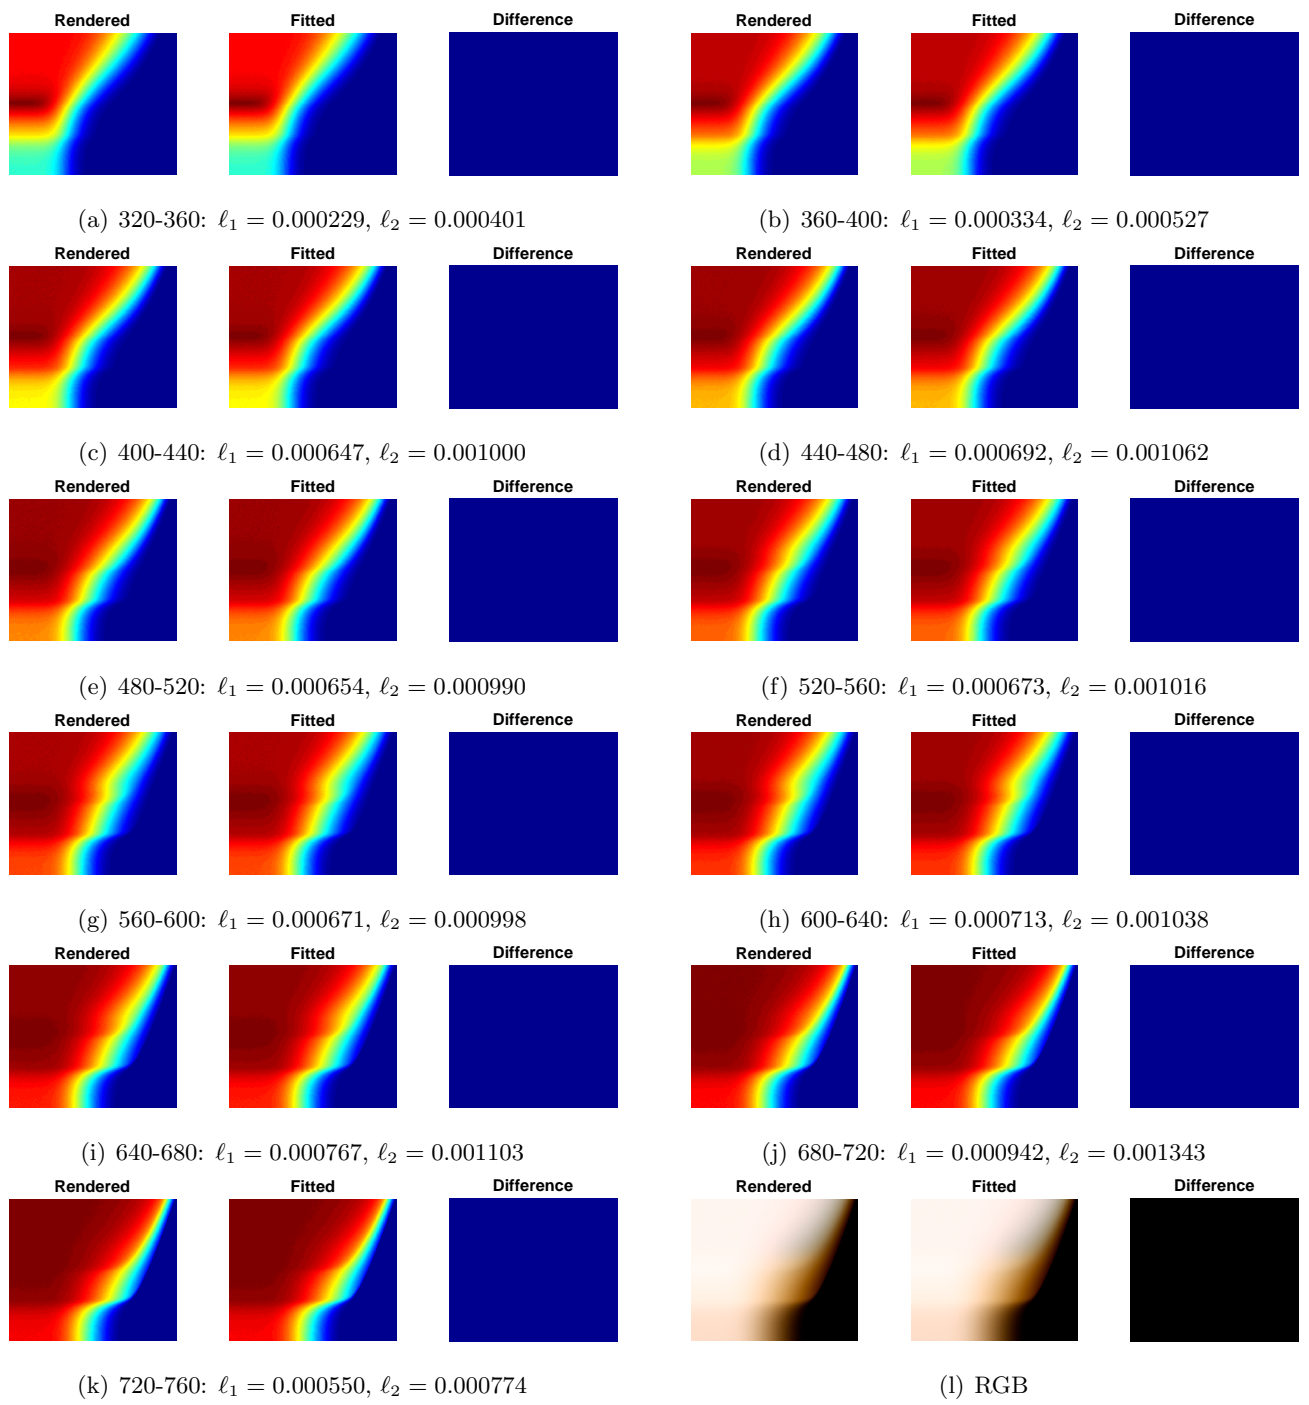 Rendered Fitted Difference Rendered Fitted Difference
(a) 320-360: ℓ₁ = 0.000229, ℓ₂ = 0.000401 (b) 360-400: ℓ₁ = 0.000334, ℓ₂ = 0.000527
Rendered Fitted Difference Rendered Fitted Difference
(c) 400-440: ℓ₁ = 0.000647, ℓ₂ = 0.001000 (d) 440-480: ℓ₁ = 0.000692, ℓ₂ = 0.001062
Rendered Fitted Difference Rendered Fitted Difference
(e) 480-520: ℓ₁ = 0.000654, ℓ₂ = 0.000990 (f) 520-560: ℓ₁ = 0.000673, ℓ₂ = 0.001016
Rendered Fitted Difference Rendered Fitted Difference
(g) 560-600: ℓ₁ = 0.000671, ℓ₂ = 0.000998 (h) 600-640: ℓ₁ = 0.000713, ℓ₂ = 0.001038
Rendered Fitted Difference Rendered Fitted Difference
(i) 640-680: ℓ₁ = 0.000767, ℓ₂ = 0.001103 (j) 680-720: ℓ₁ = 0.000942, ℓ₂ = 0.001343
Rendered Fitted Difference Rendered Fitted Difference
(k) 720-760: ℓ₁ = 0.000550, ℓ₂ = 0.000774 (l) RGB